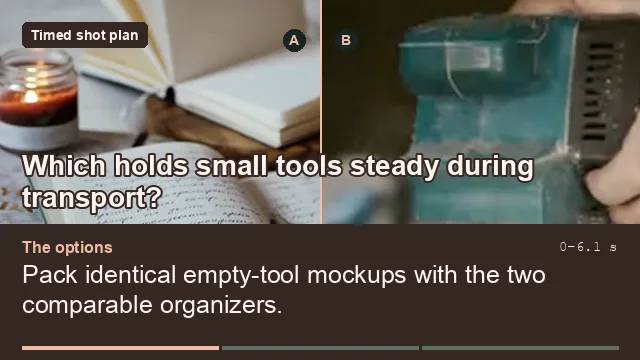 Timed shot plan
A
B
Which holds small tools steady during
transport?
The options
0–6.1 s
Pack identical empty-tool mockups with the two
comparable organizers.